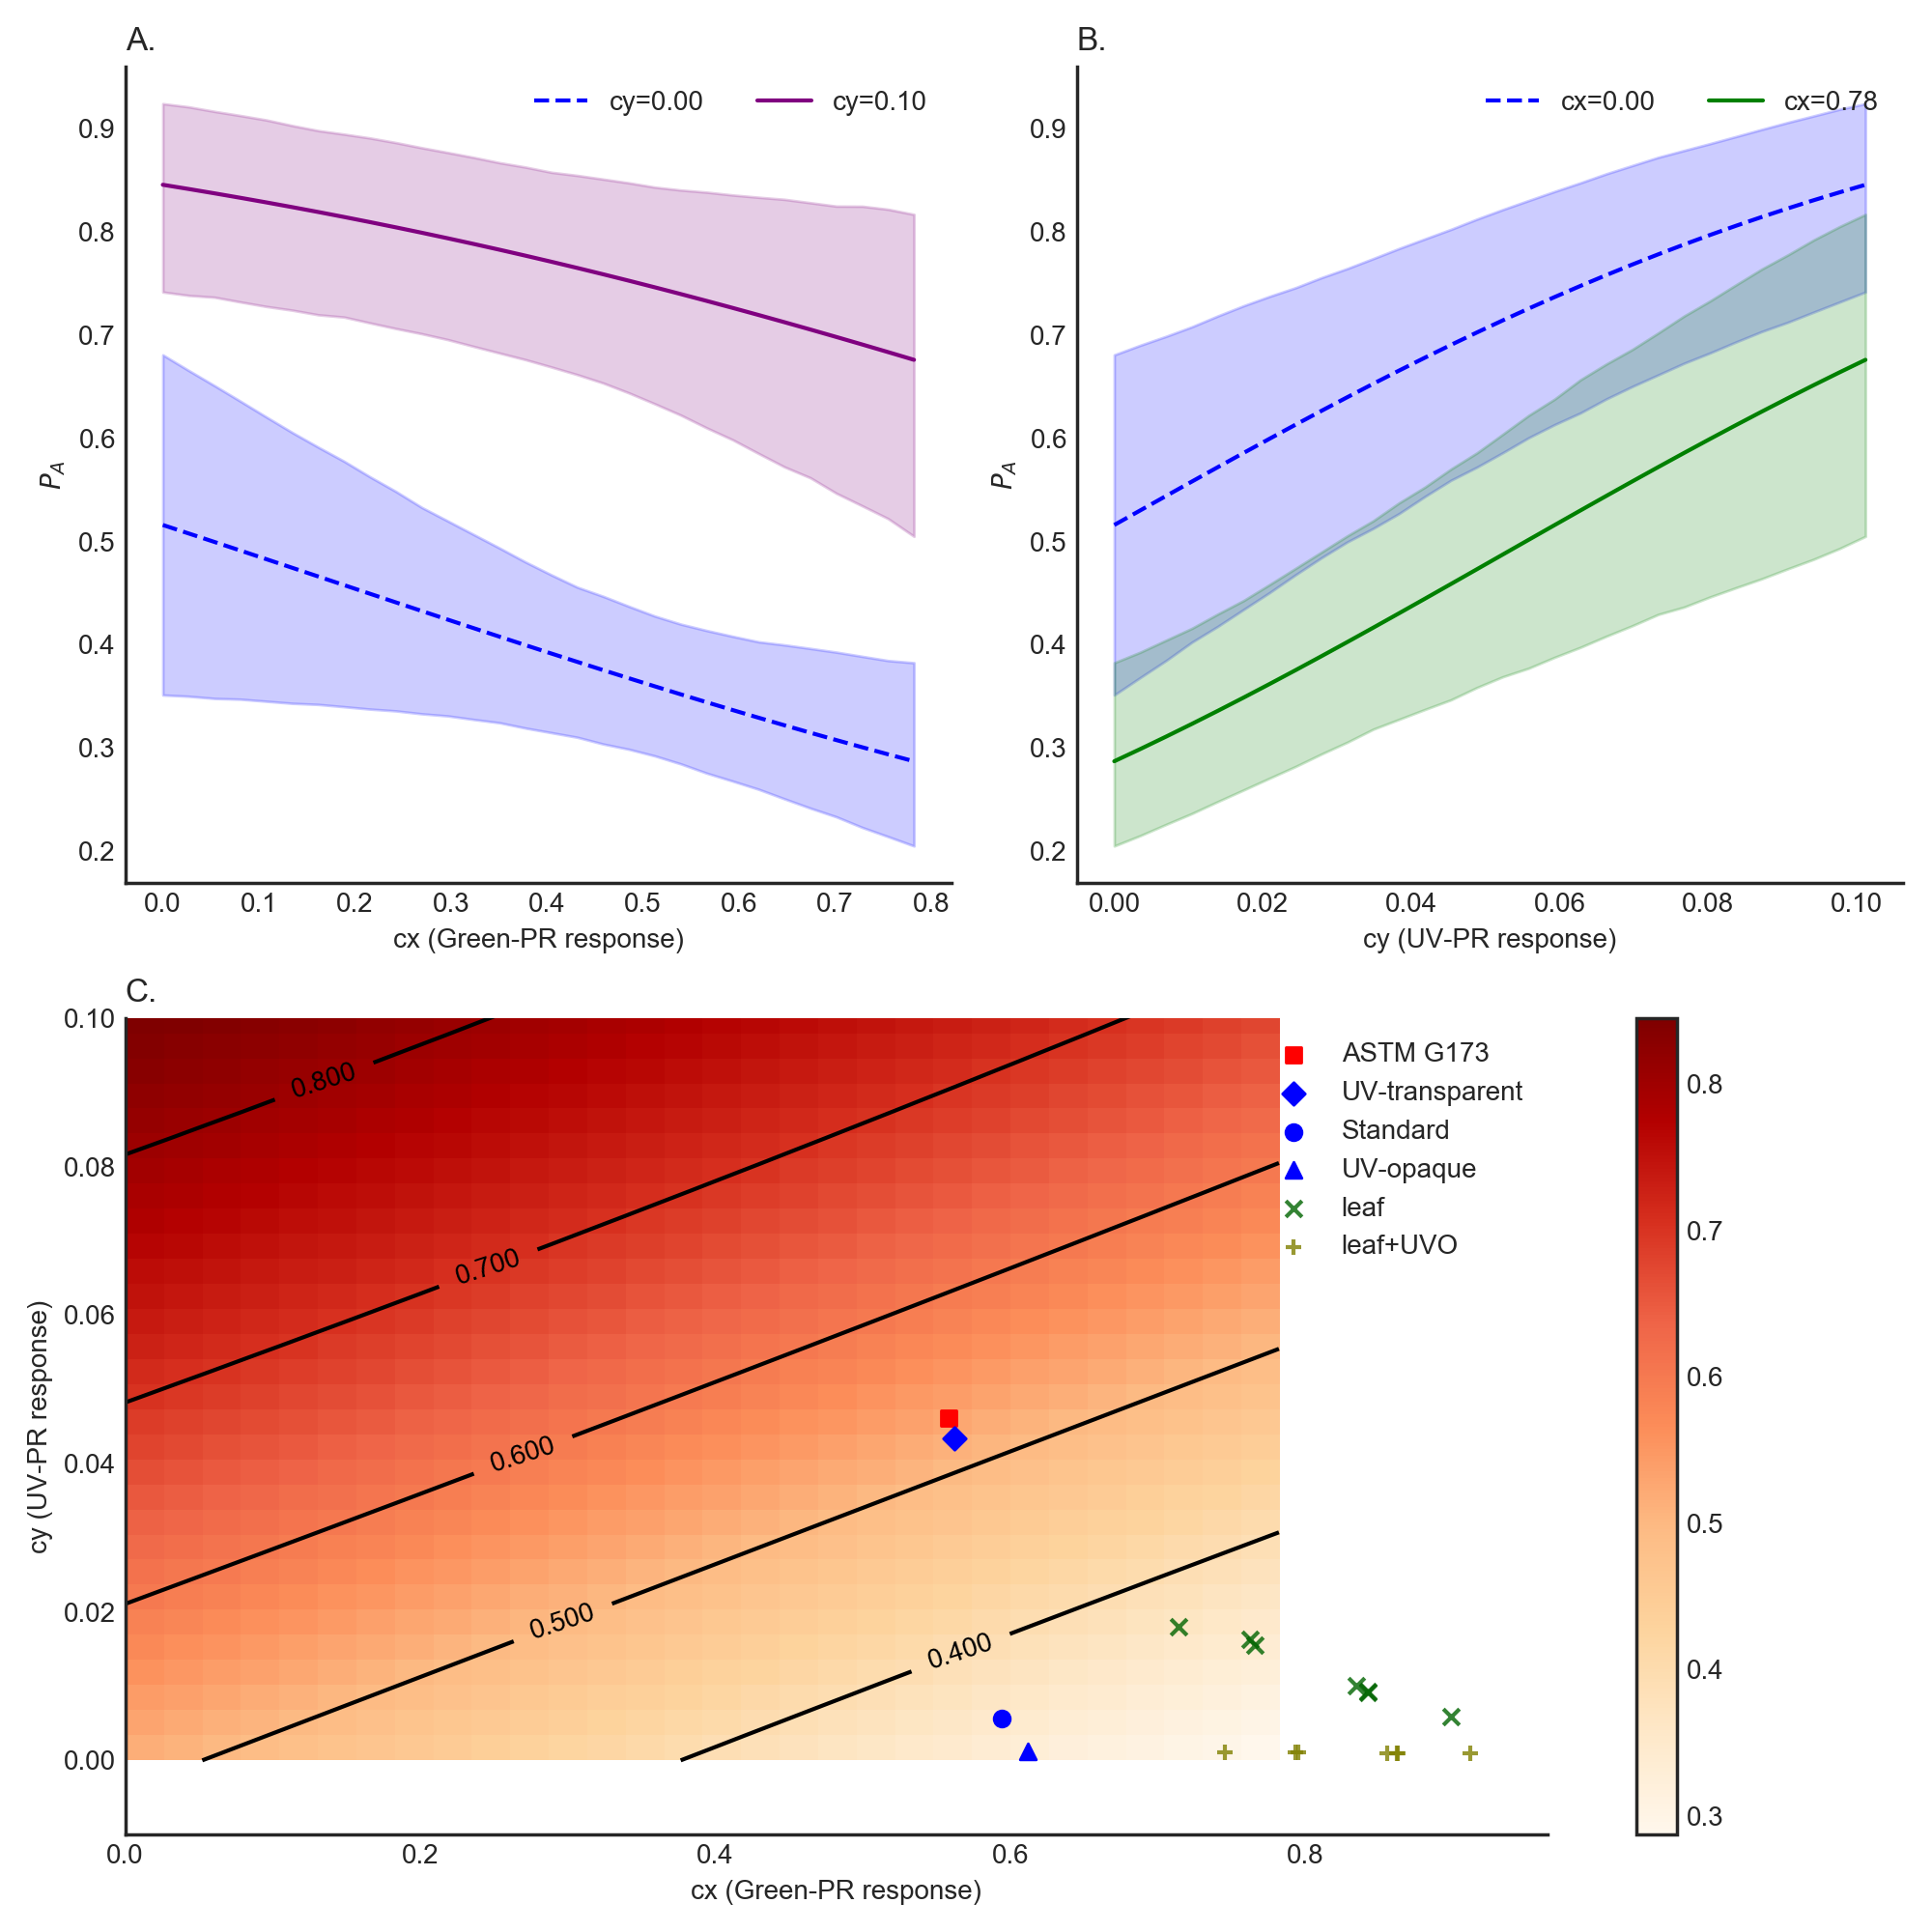 A.
cy=0.00 cy=0.10
0.9
0.8
0.7
0.6
0.5
0.4
0.3
0.2
P_A
0.0 0.1 0.2 0.3 0.4 0.5 0.6 0.7 0.8
cx (Green-PR response)
B.
cx=0.00 cx=0.78
0.9
0.8
0.7
0.6
0.5
0.4
0.3
0.2
P_A
0.00 0.02 0.04 0.06 0.08 0.10
cy (UV-PR response)
C.
0.10
0.08
0.06
0.04
0.02
0.00
cy (UV-PR response)
0.800
0.700
0.600
0.500
0.400
0.0 0.2 0.4 0.6 0.8
cx (Green-PR response)
ASTM G173
UV-transparent
Standard
UV-opaque
leaf
leaf+UVO
0.8
0.7
0.6
0.5
0.4
0.3